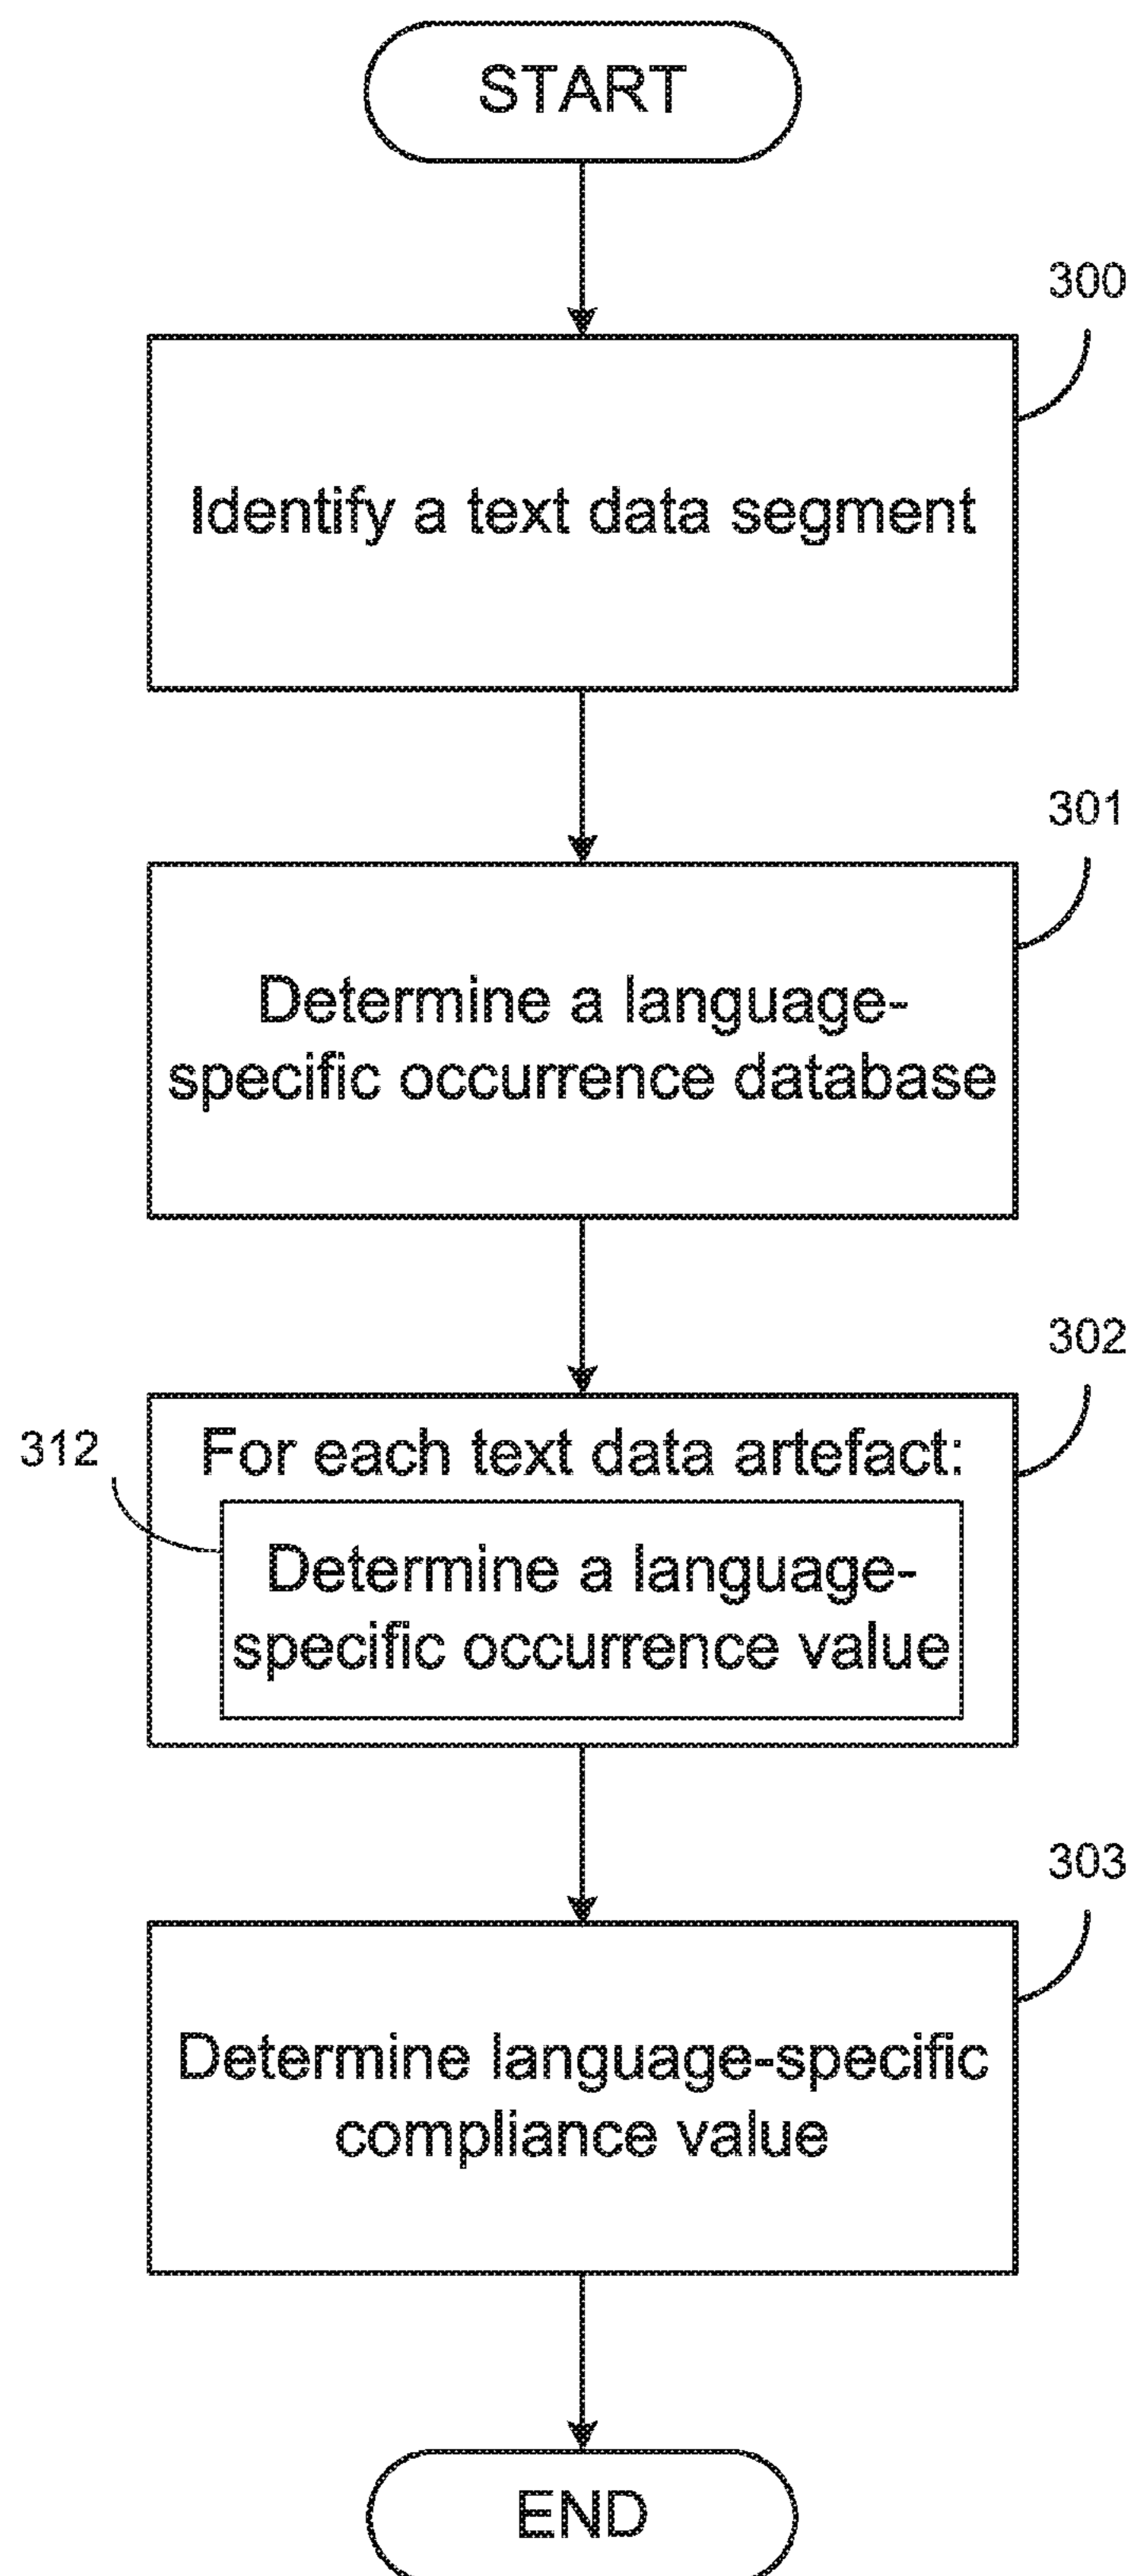 START
300
Identify a text data segment
301
Determine a language-
specific occurrence database
302
312
For each text data artefact:
Determine a language-
specific occurrence value
303
Determine language-specific
compliance value
END